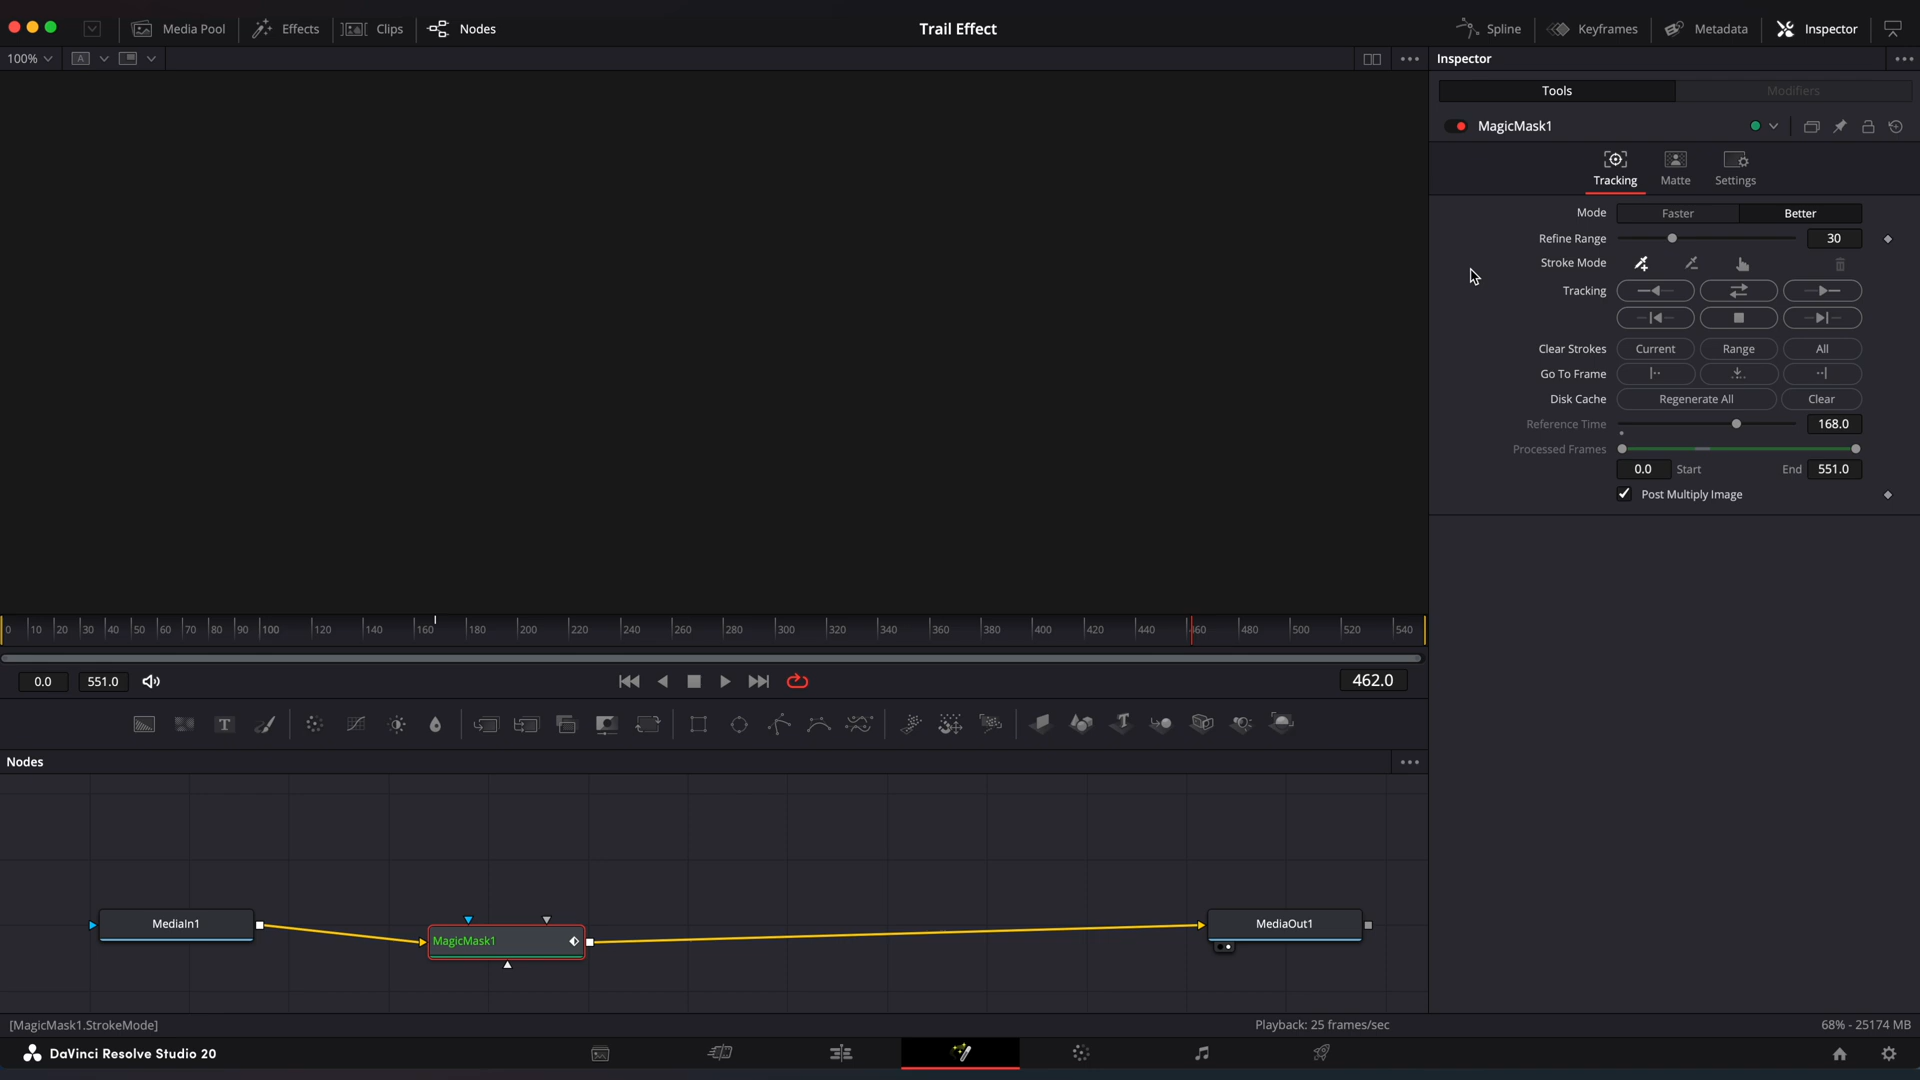 Media Pool Effects Clips Nodes Trail Effect Spline Keyframes Metadata Inspector
100% A Inspector
Tools Modifiers
MagicMask1
Tracking Matte Settings
Mode Faster Better
Refine Range 30
Stroke Mode
Tracking
Clear Strokes Current Range All
Go To Frame
Disk Cache Regenerate All Clear
Reference Time 168.0
Processed Frames
0.0 Start End 551.0
Post Multiply Image
0 10 20 30 40 50 60 70 80 90 100 120 140 160 180 200 220 240 260 280 300 320 340 360 380 400 420 440 460 480 500 520 540
0.0 551.0 462.0
T T
Nodes
MediaIn1 MagicMask1 MediaOut1
[MagicMask1.StrokeMode] Playback: 25 frames/sec 68% - 25174 MB
DaVinci Resolve Studio 20